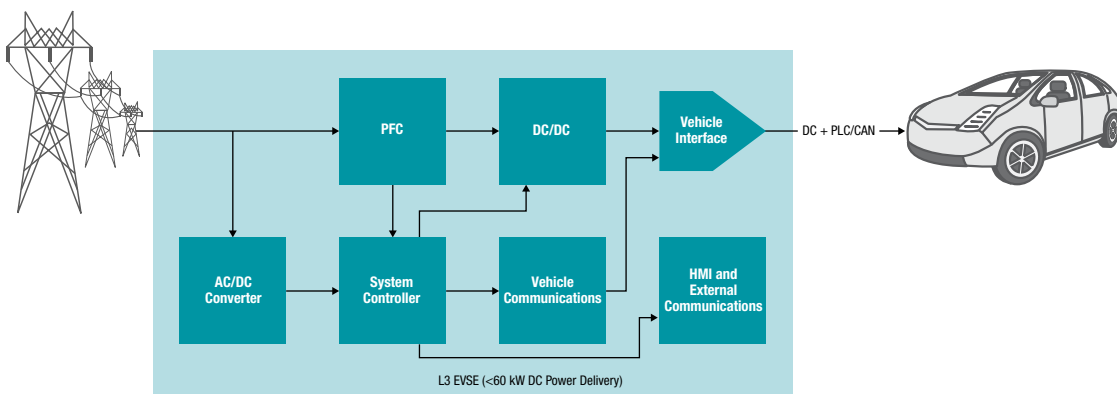 PFC
DC/DC
Vehicle
Interface
DC + PLC/CAN
AC/DC
Converter
System
Controller
Vehicle
Communications
HMI and
External
Communications
L3 EVSE (<60 kW DC Power Delivery)